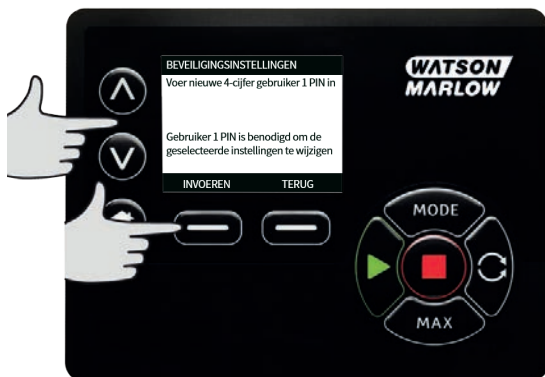 BEVEILIGINGSINSTELLINGEN
Voer nieuwe 4-cijfer gebruiker 1 PIN in
Gebruiker 1 PIN is benodigd om de
geselecteerde instellingen te wijzigen
INVOEREN TERUG
WATSON
MARLOW
MODE
MAX